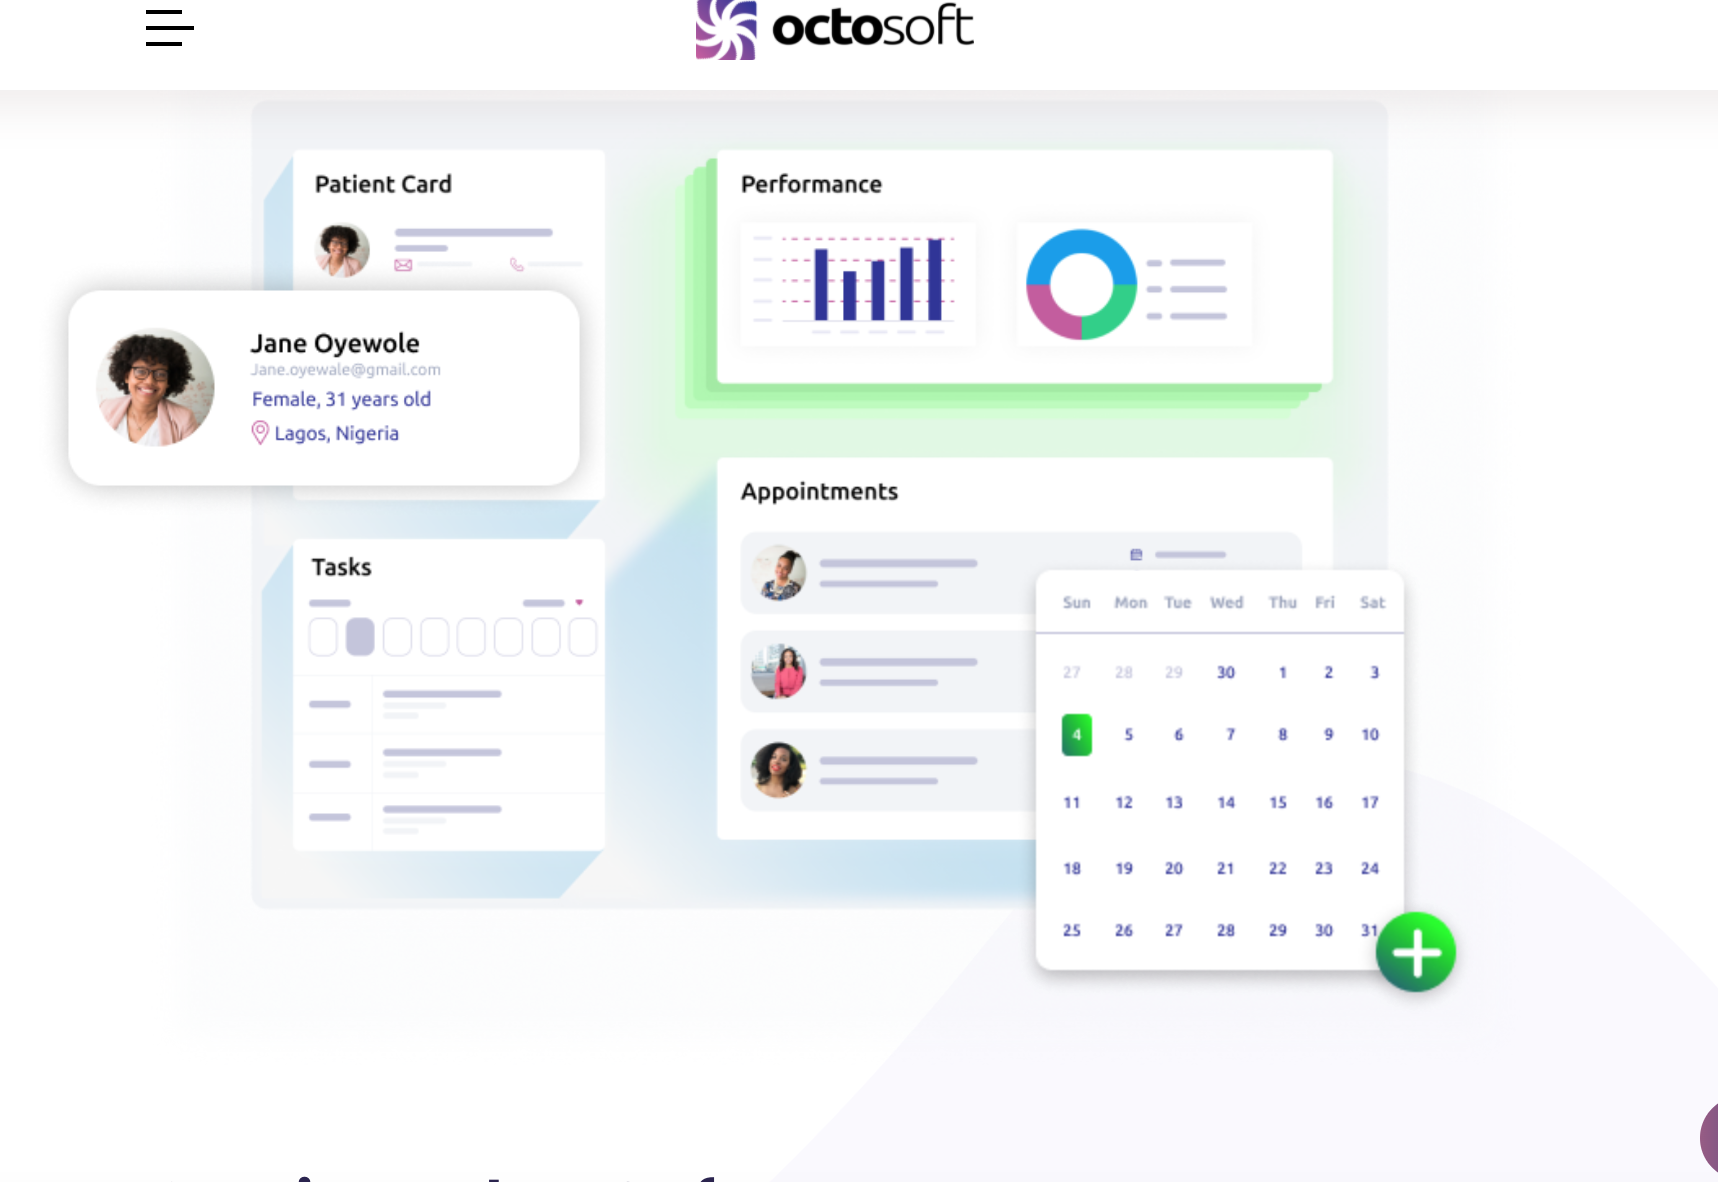 octosoft
Patient Card
Performance
Jane Oyewole
Jane.oyewale@gmail.com
Female, 31 years old
Lagos, Nigeria
Appointments
Tasks
Sun Mon Tue Wed Thu Fri Sat
27 28 29 30 1 2 3
4 5 6 7 8 9 10
11 12 13 14 15 16 17
18 19 20 21 22 23 24
25 26 27 28 29 30 31